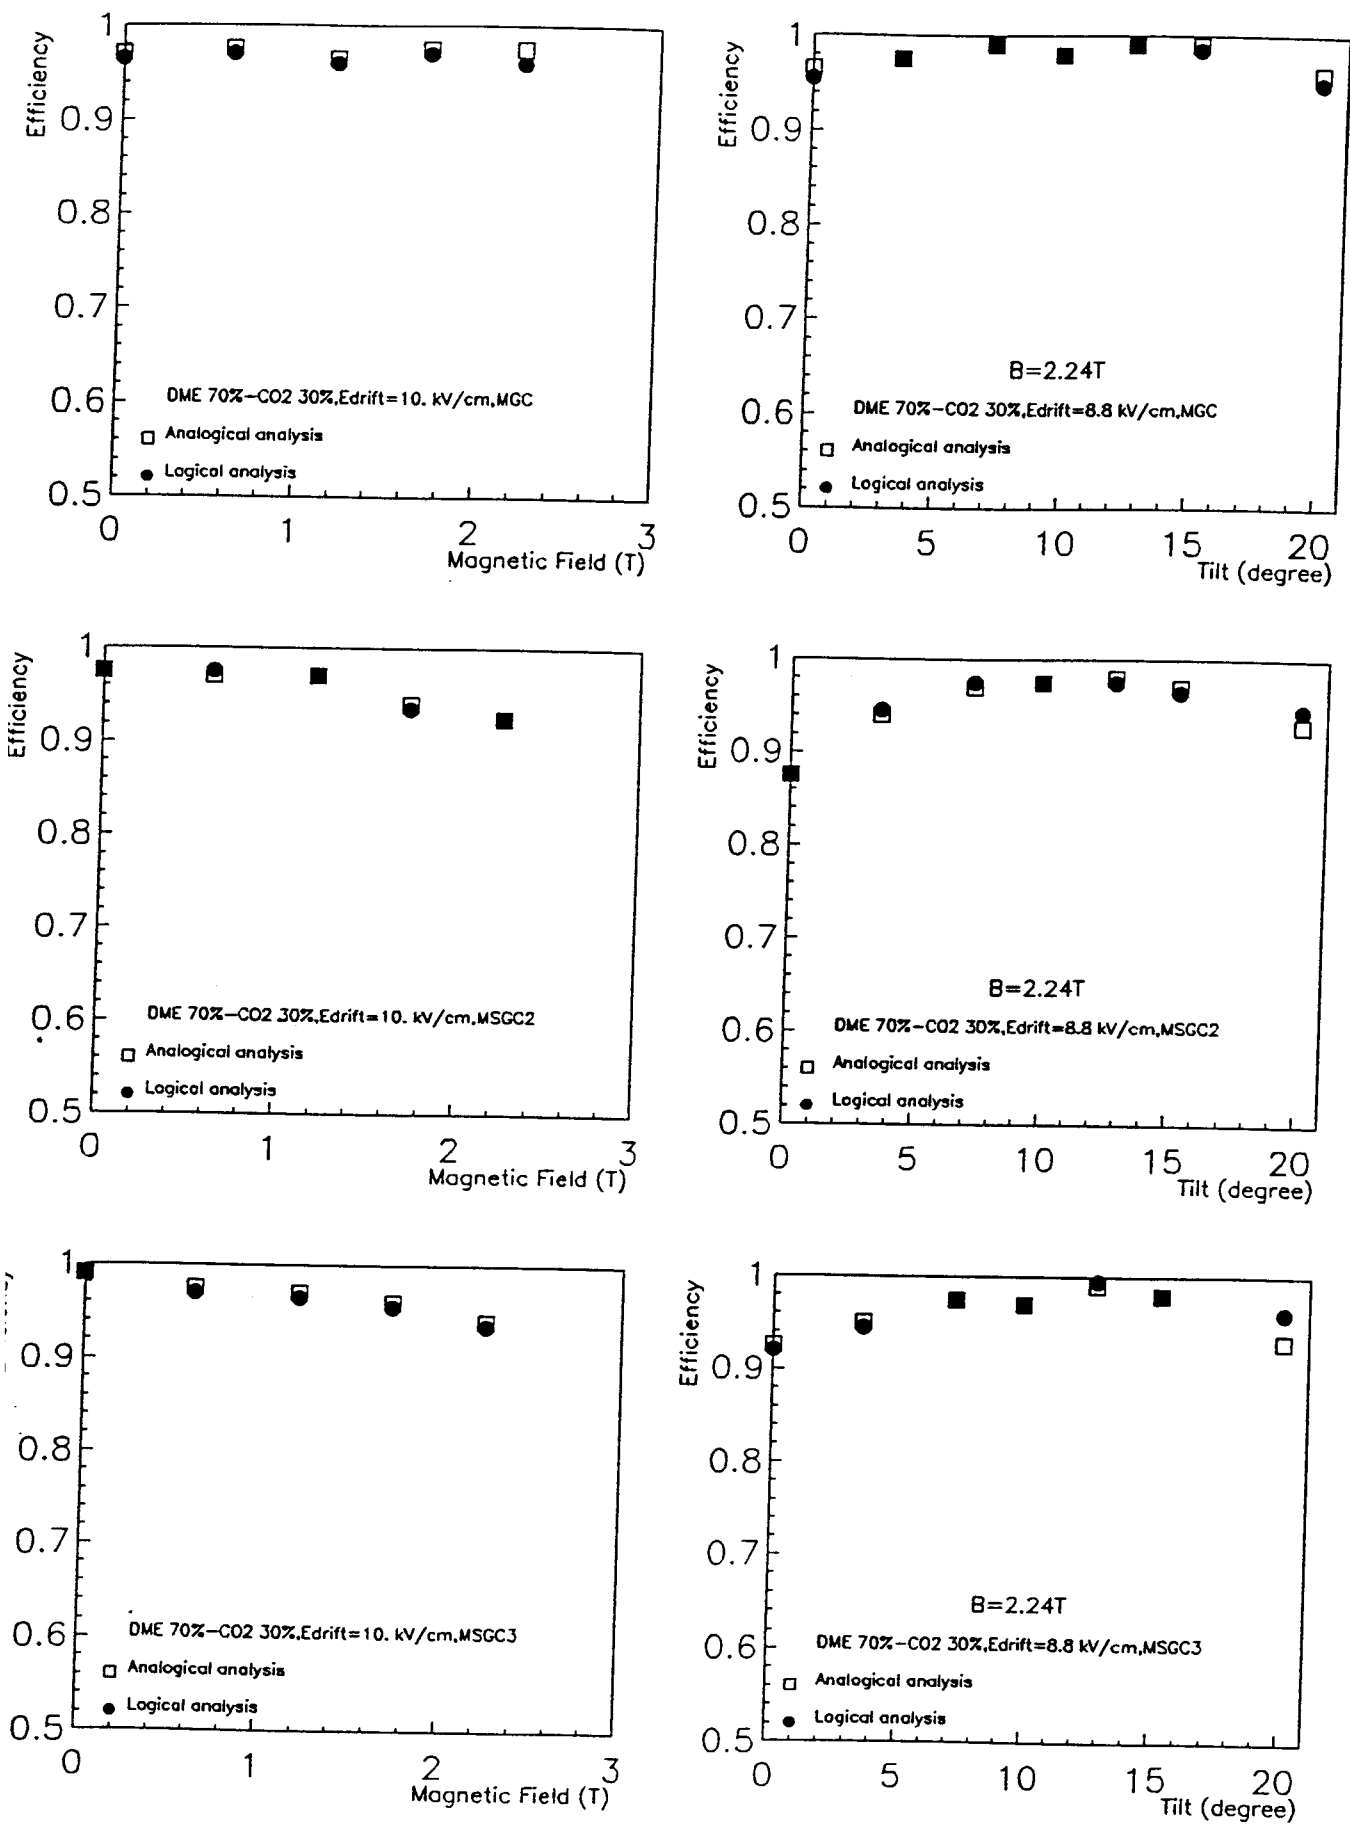 1
0.9
0.8
0.7
0.6
0.5
Efficiency
DME 70%-CO2 30%,Edrift=10. kV/cm,MGC
Analogical analysis
Logical analysis
0 1 2 3
Magnetic Field (T)
1
0.9
0.8
0.7
0.6
0.5
Efficiency
B=2.24T
DME 70%-CO2 30%,Edrift=8.8 kV/cm,MGC
Analogical analysis
Logical analysis
0 5 10 15 20
Tilt (degree)
1
0.9
0.8
0.7
0.6
0.5
Efficiency
DME 70%-CO2 30%,Edrift=10. kV/cm,MSGC2
Analogical analysis
Logical analysis
0 1 2 3
Magnetic Field (T)
1
0.9
0.8
0.7
0.6
0.5
Efficiency
B=2.24T
DME 70%-CO2 30%,Edrift=8.8 kV/cm,MSGC2
Analogical analysis
Logical analysis
0 5 10 15 20
Tilt (degree)
1
0.9
0.8
0.7
0.6
0.5
DME 70%-CO2 30%,Edrift=10. kV/cm,MSGC3
Analogical analysis
Logical analysis
0 1 2 3
Magnetic Field (T)
1
0.9
0.8
0.7
0.6
0.5
Efficiency
B=2.24T
DME 70%-CO2 30%,Edrift=8.8 kV/cm,MSGC3
Analogical analysis
Logical analysis
0 5 10 15 20
Tilt (degree)